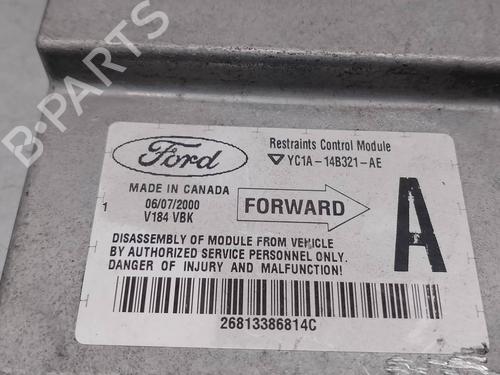 B-PARTS
Ford
Restraints Control Module
YC1A-14B321-AE
MADE IN CANADA
06/07/2000
1
V184 VBK
FORWARD
A
DISASSEMBLY OF MODULE FROM VEHICLE
BY AUTHORIZED SERVICE PERSONNEL ONLY.
DANGER OF INJURY AND MALFUNCTION!
26813386814C